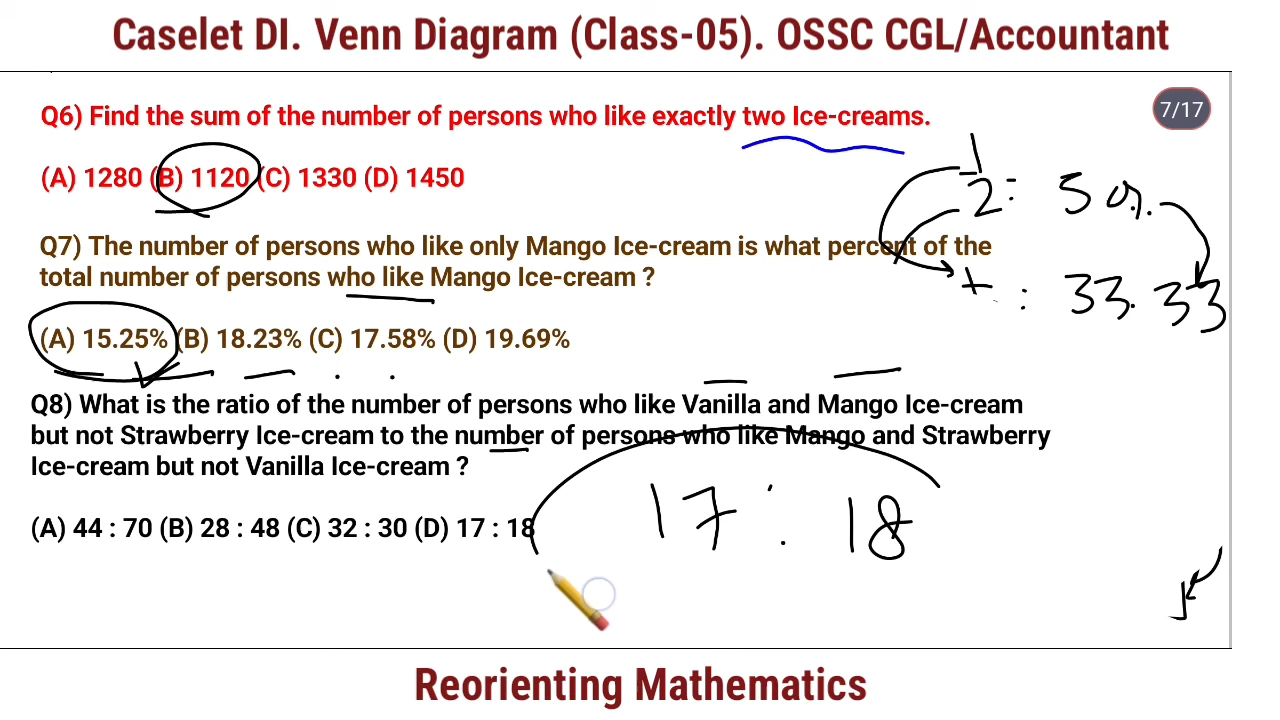 Caselet DI. Venn Diagram (Class-05). OSSC CGL/Accountant
7/17
Q6) Find the sum of the number of persons who like exactly two Ice-creams.
(A) 1280 (B) 1120 (C) 1330 (D) 1450
1
2 : 50%.
Q7) The number of persons who like only Mango Ice-cream is what percent of the
total number of persons who like Mango Ice-cream ?
+ : 33.33
(A) 15.25% (B) 18.23% (C) 17.58% (D) 19.69%
Q8) What is the ratio of the number of persons who like Vanilla and Mango Ice-cream
but not Strawberry Ice-cream to the number of persons who like Mango and Strawberry
Ice-cream but not Vanilla Ice-cream ?
17 : 18
(A) 44 : 70 (B) 28 : 48 (C) 32 : 30 (D) 17 : 18
Reorienting Mathematics